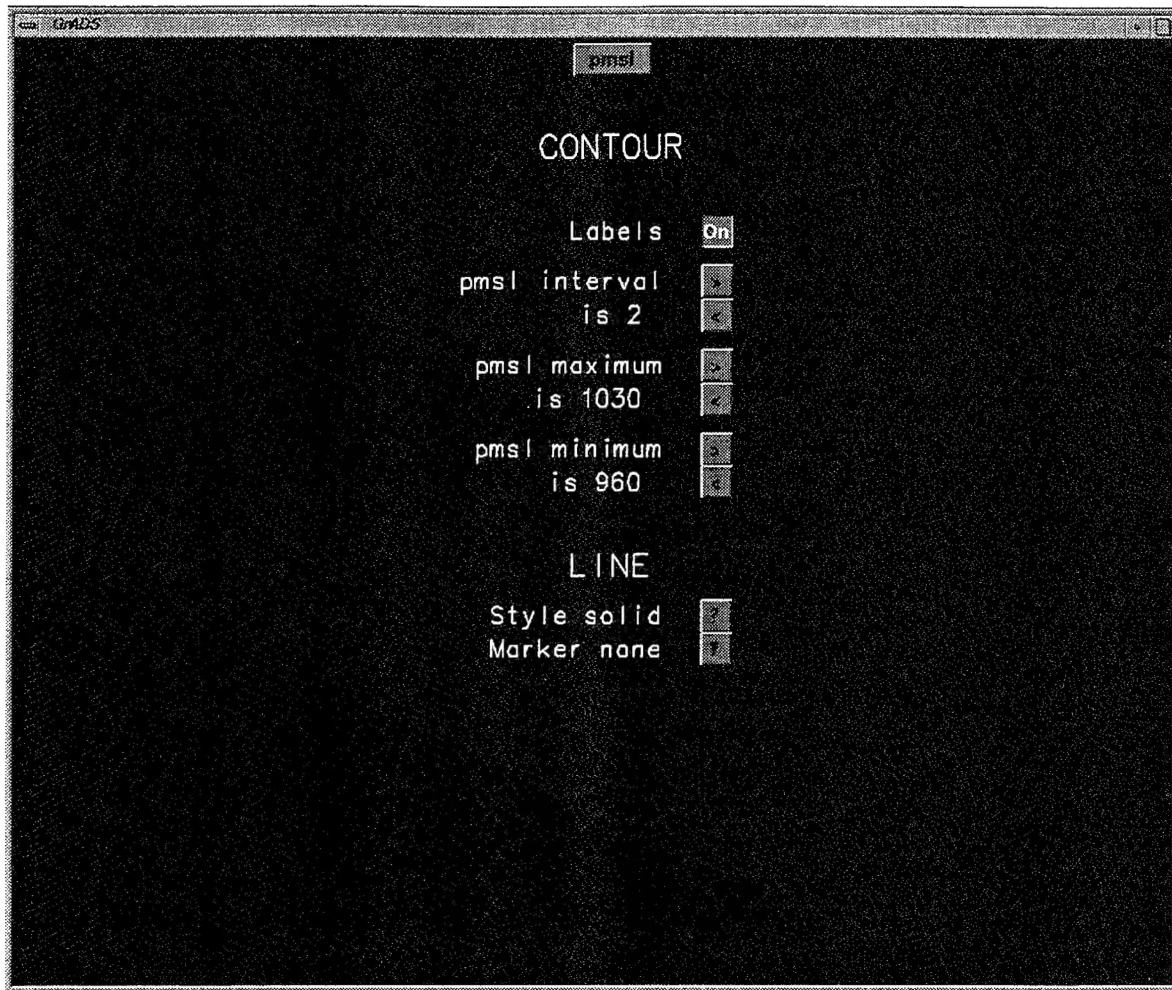 GrADS
pmsl
CONTOUR
Labels On
pmsl interval >
is 2 <
pmsl maximum >
is 1030 <
pmsl minimum >
is 960 <
LINE
Style solid ?
Marker none